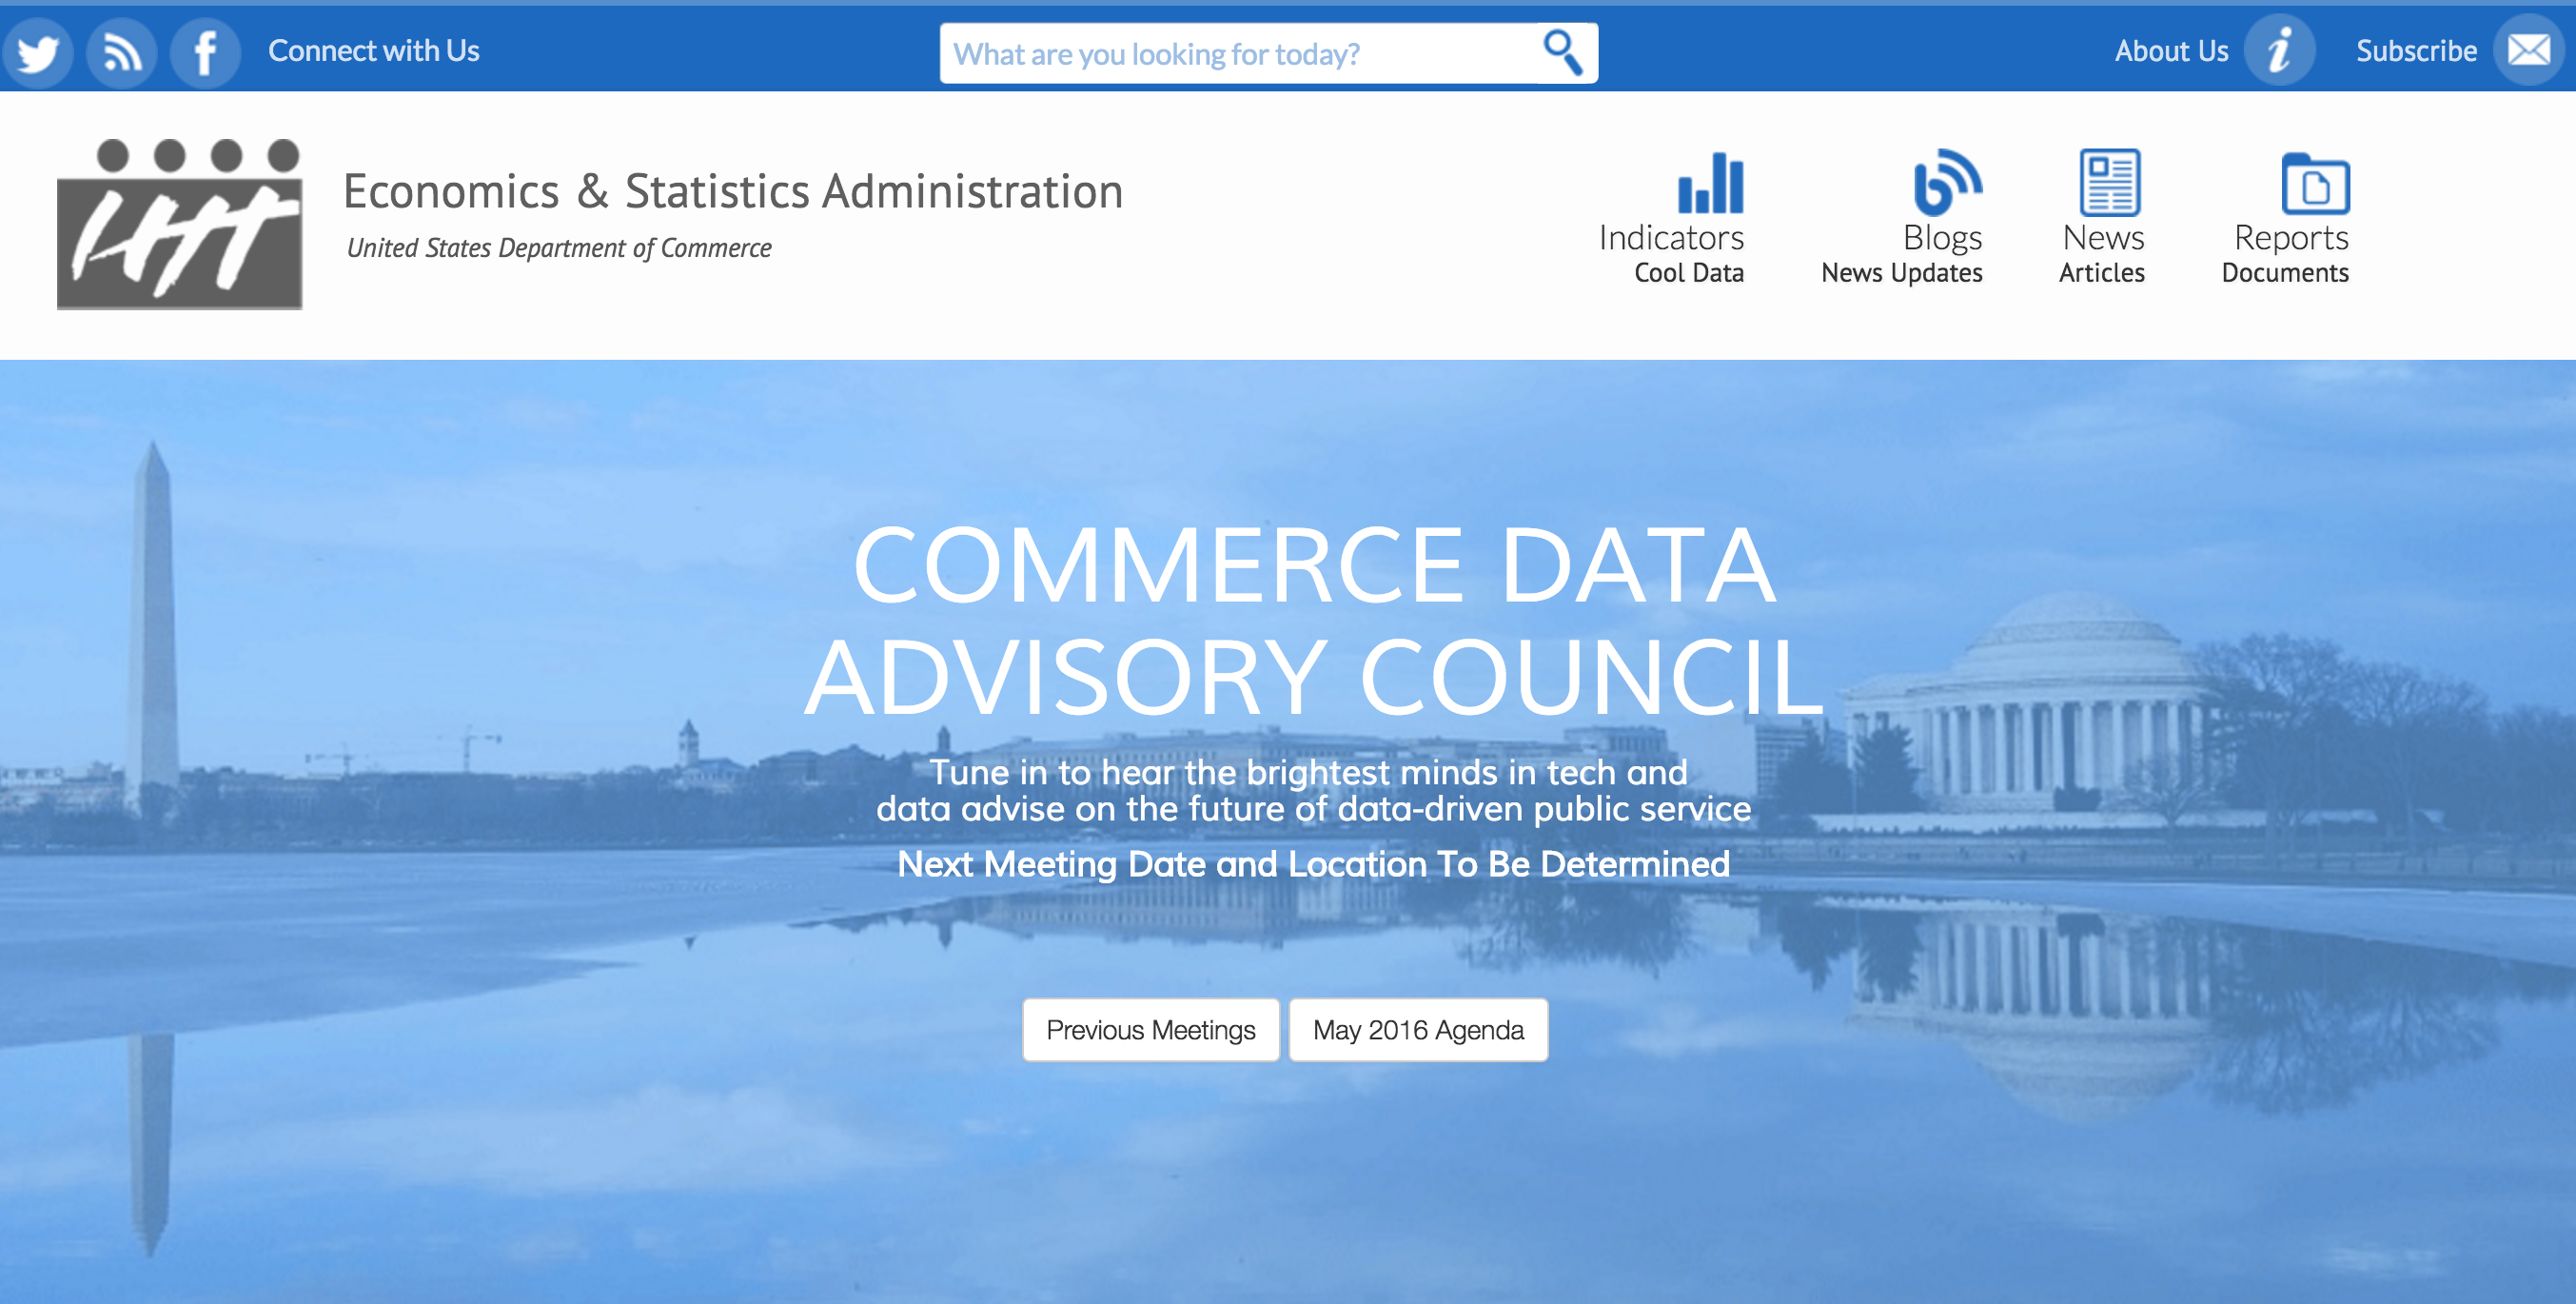 Connect with Us
What are you looking for today?
About Us
Subscribe
Economics & Statistics Administration
United States Department of Commerce
Indicators
Cool Data
Blogs
News Updates
News
Articles
Reports
Documents
COMMERCE DATA
ADVISORY COUNCIL
Tune in to hear the brightest minds in tech and
data advise on the future of data-driven public service
Next Meeting Date and Location To Be Determined
Previous Meetings
May 2016 Agenda